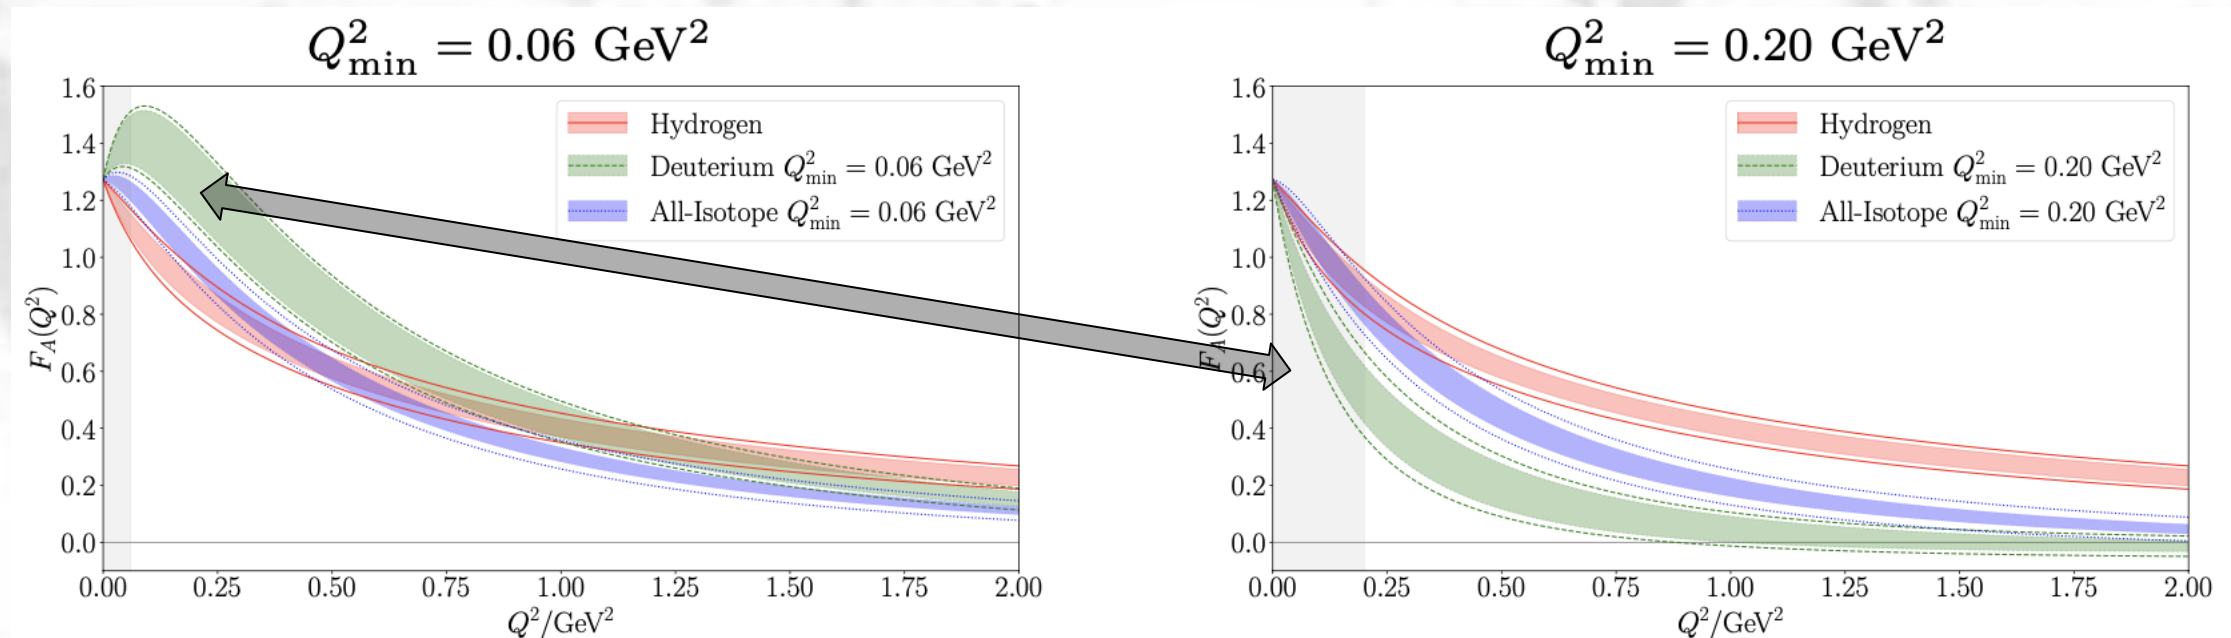 Q²min = 0.06 GeV²
1.6
1.4
1.2
1.0
0.8
0.6
0.4
0.2
0.0
F_A(Q²)
Hydrogen
Deuterium Q²min = 0.06 GeV²
All-Isotope Q²min = 0.06 GeV²
0.00 0.25 0.50 0.75 1.00 1.25 1.50 1.75 2.00
Q²/GeV²
Q²min = 0.20 GeV²
1.6
1.4
1.2
1.0
0.8
0.6
0.4
0.2
0.0
F_A(Q²)
Hydrogen
Deuterium Q²min = 0.20 GeV²
All-Isotope Q²min = 0.20 GeV²
0.00 0.25 0.50 0.75 1.00 1.25 1.50 1.75 2.00
Q²/GeV²